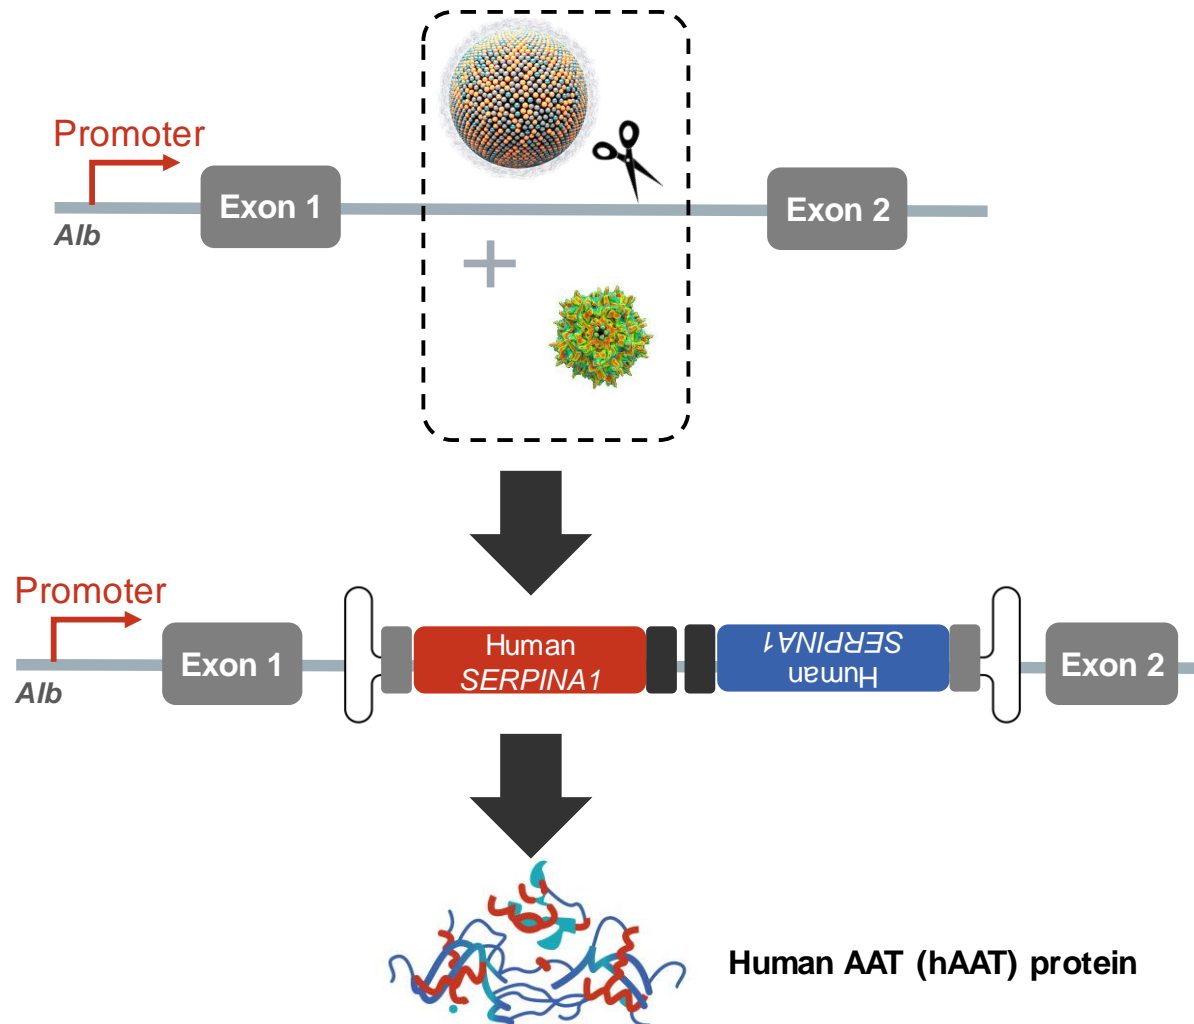 Promoter
Exon 1
Exon 2
Alb
Promoter
Exon 1
Human
SERPINA1
Human
SERPINA1
Exon 2
Alb
Human AAT (hAAT) protein